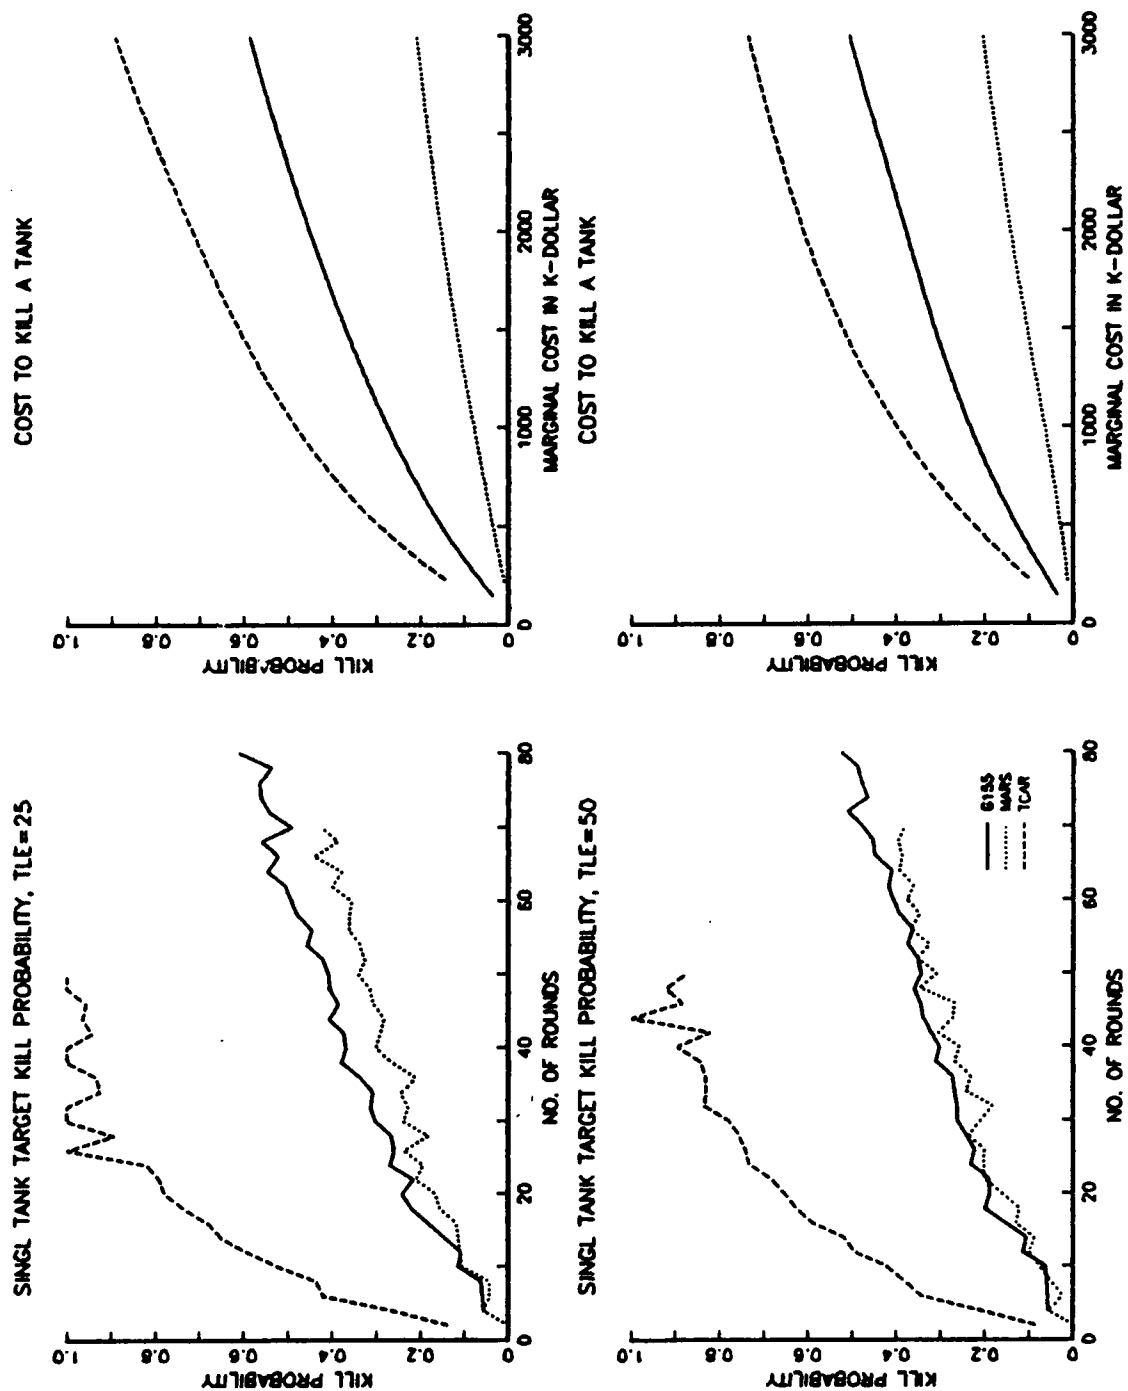 SINGL TANK TARGET KILL PROBABILITY, TLE=25
KILL PROBABILITY
1.0
0.8
0.6
0.4
0.2
0
0 20 40 60 80
NO. OF ROUNDS
COST TO KILL A TANK
KILL PROBABILITY
1.0
0.8
0.6
0.4
0.2
0
0 1000 2000 3000
MARGINAL COST IN K-DOLLAR
SINGL TANK TARGET KILL PROBABILITY, TLE=50
KILL PROBABILITY
1.0
0.8
0.6
0.4
0.2
0
G155
MARS
TCAR
0 20 40 60 80
NO. OF ROUNDS
COST TO KILL A TANK
KILL PROBABILITY
1.0
0.8
0.6
0.4
0.2
0
0 1000 2000 3000
MARGINAL COST IN K-DOLLAR